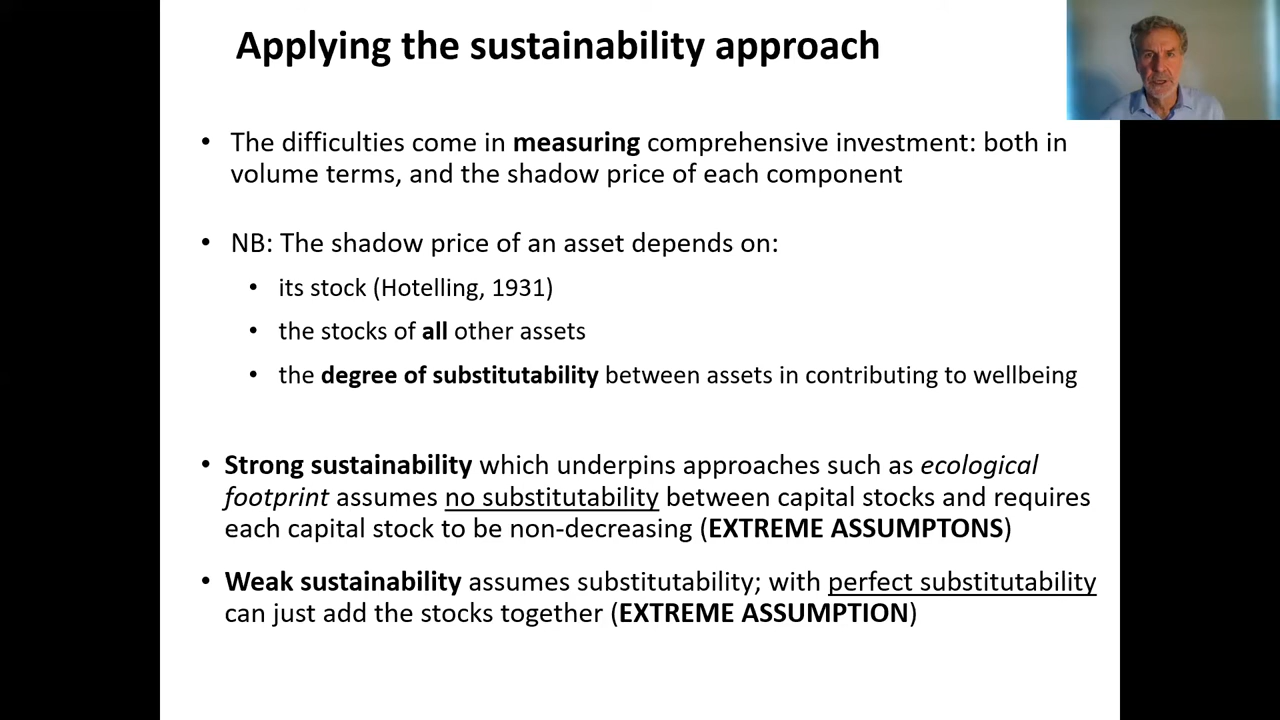 Applying the sustainability approach
• The difficulties come in measuring comprehensive investment: both in
volume terms, and the shadow price of each component
• NB: The shadow price of an asset depends on:
• its stock (Hotelling, 1931)
• the stocks of all other assets
• the degree of substitutability between assets in contributing to wellbeing
• Strong sustainability which underpins approaches such as ecological
footprint assumes no substitutability between capital stocks and requires
each capital stock to be non-decreasing (EXTREME ASSUMPTONS)
• Weak sustainability assumes substitutability; with perfect substitutability
can just add the stocks together (EXTREME ASSUMPTION)